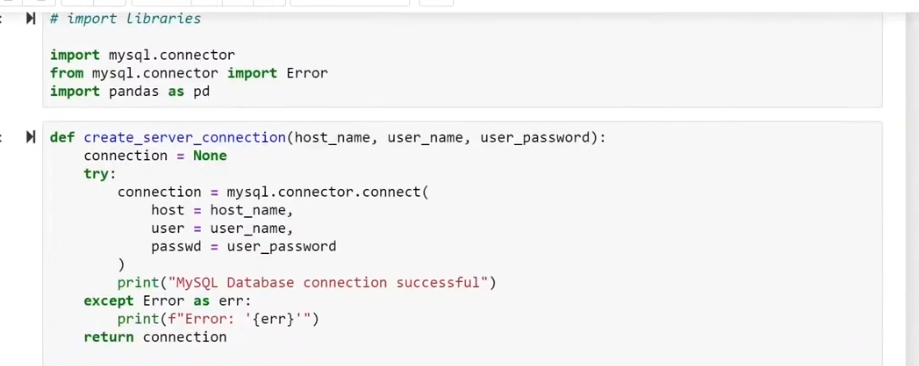 # import libraries
import mysql.connector
from mysql.connector import Error
import pandas as pd
def create_server_connection(host_name, user_name, user_password):
    connection = None
    try:
        connection = mysql.connector.connect(
            host = host_name,
            user = user_name,
            passwd = user_password
        )
        print("MySQL Database connection successful")
    except Error as err:
        print(f"Error: '{err}'")
    return connection